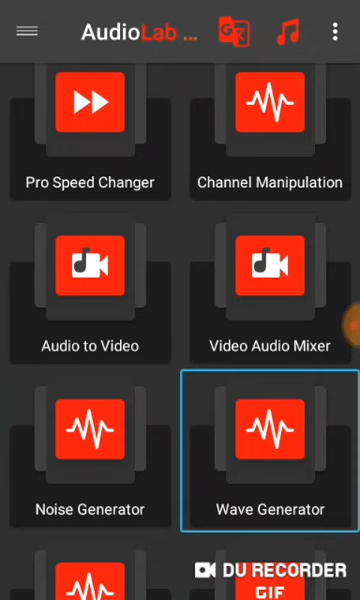 AudioLab ...
Pro Speed Changer
Channel Manipulation
Audio to Video
Video Audio Mixer
Noise Generator
Wave Generator
DU RECORDER
GIF